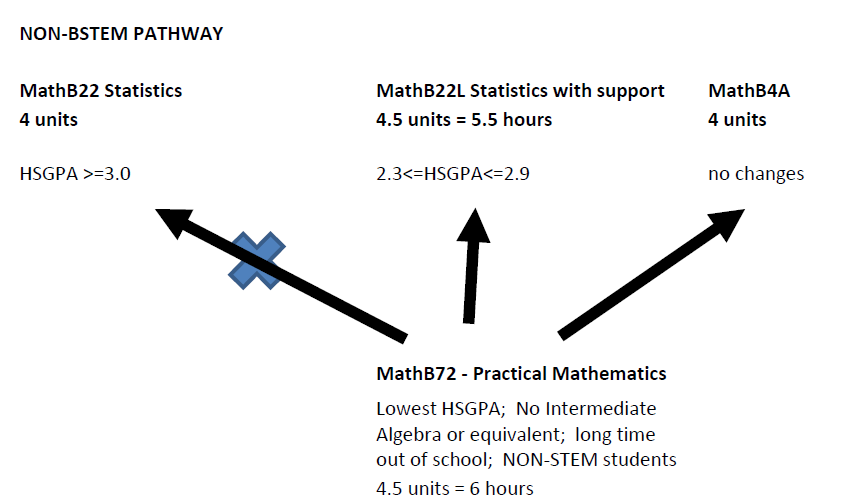 NON-BSTEM PATHWAY
MathB22 Statistics
4 units
HSGPA >=3.0
MathB22L Statistics with support
4.5 units = 5.5 hours
2.3<=HSGPA<=2.9
MathB4A
4 units
no changes
MathB72 - Practical Mathematics
Lowest HSGPA;  No Intermediate
Algebra or equivalent;  long time
out of school;  NON-STEM students
4.5 units = 6 hours